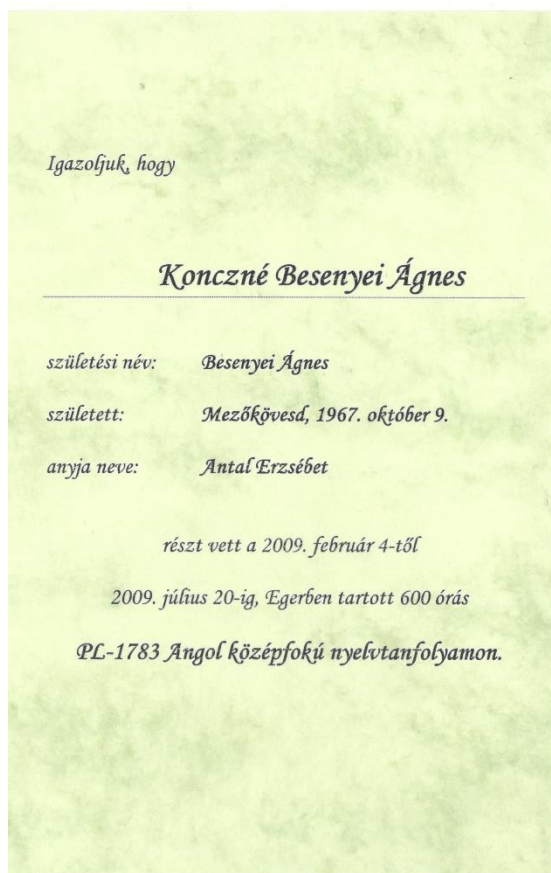 Igazoljuk, hogy
Konczné Besenyei Ágnes
születési név: Besenyei Ágnes
született: Mezőkövesd, 1967. október 9.
anyja neve: Antal Erzsébet
részt vett a 2009. február 4-től
2009. július 20-ig, Egerben tartott 600 órás
PL-1783 Angol középfokú nyelvtanfolyamon.